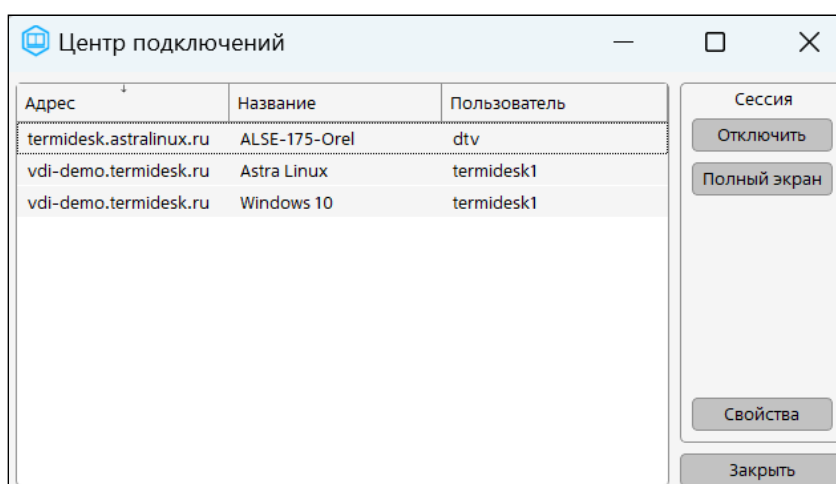 Центр подключений
Адрес Название Пользователь
termidesk.astralinux.ru ALSE-175-Orel dtv
vdi-demo.termidesk.ru Astra Linux termidesk1
vdi-demo.termidesk.ru Windows 10 termidesk1
Сессия
Отключить
Полный экран
Свойства
Закрыть